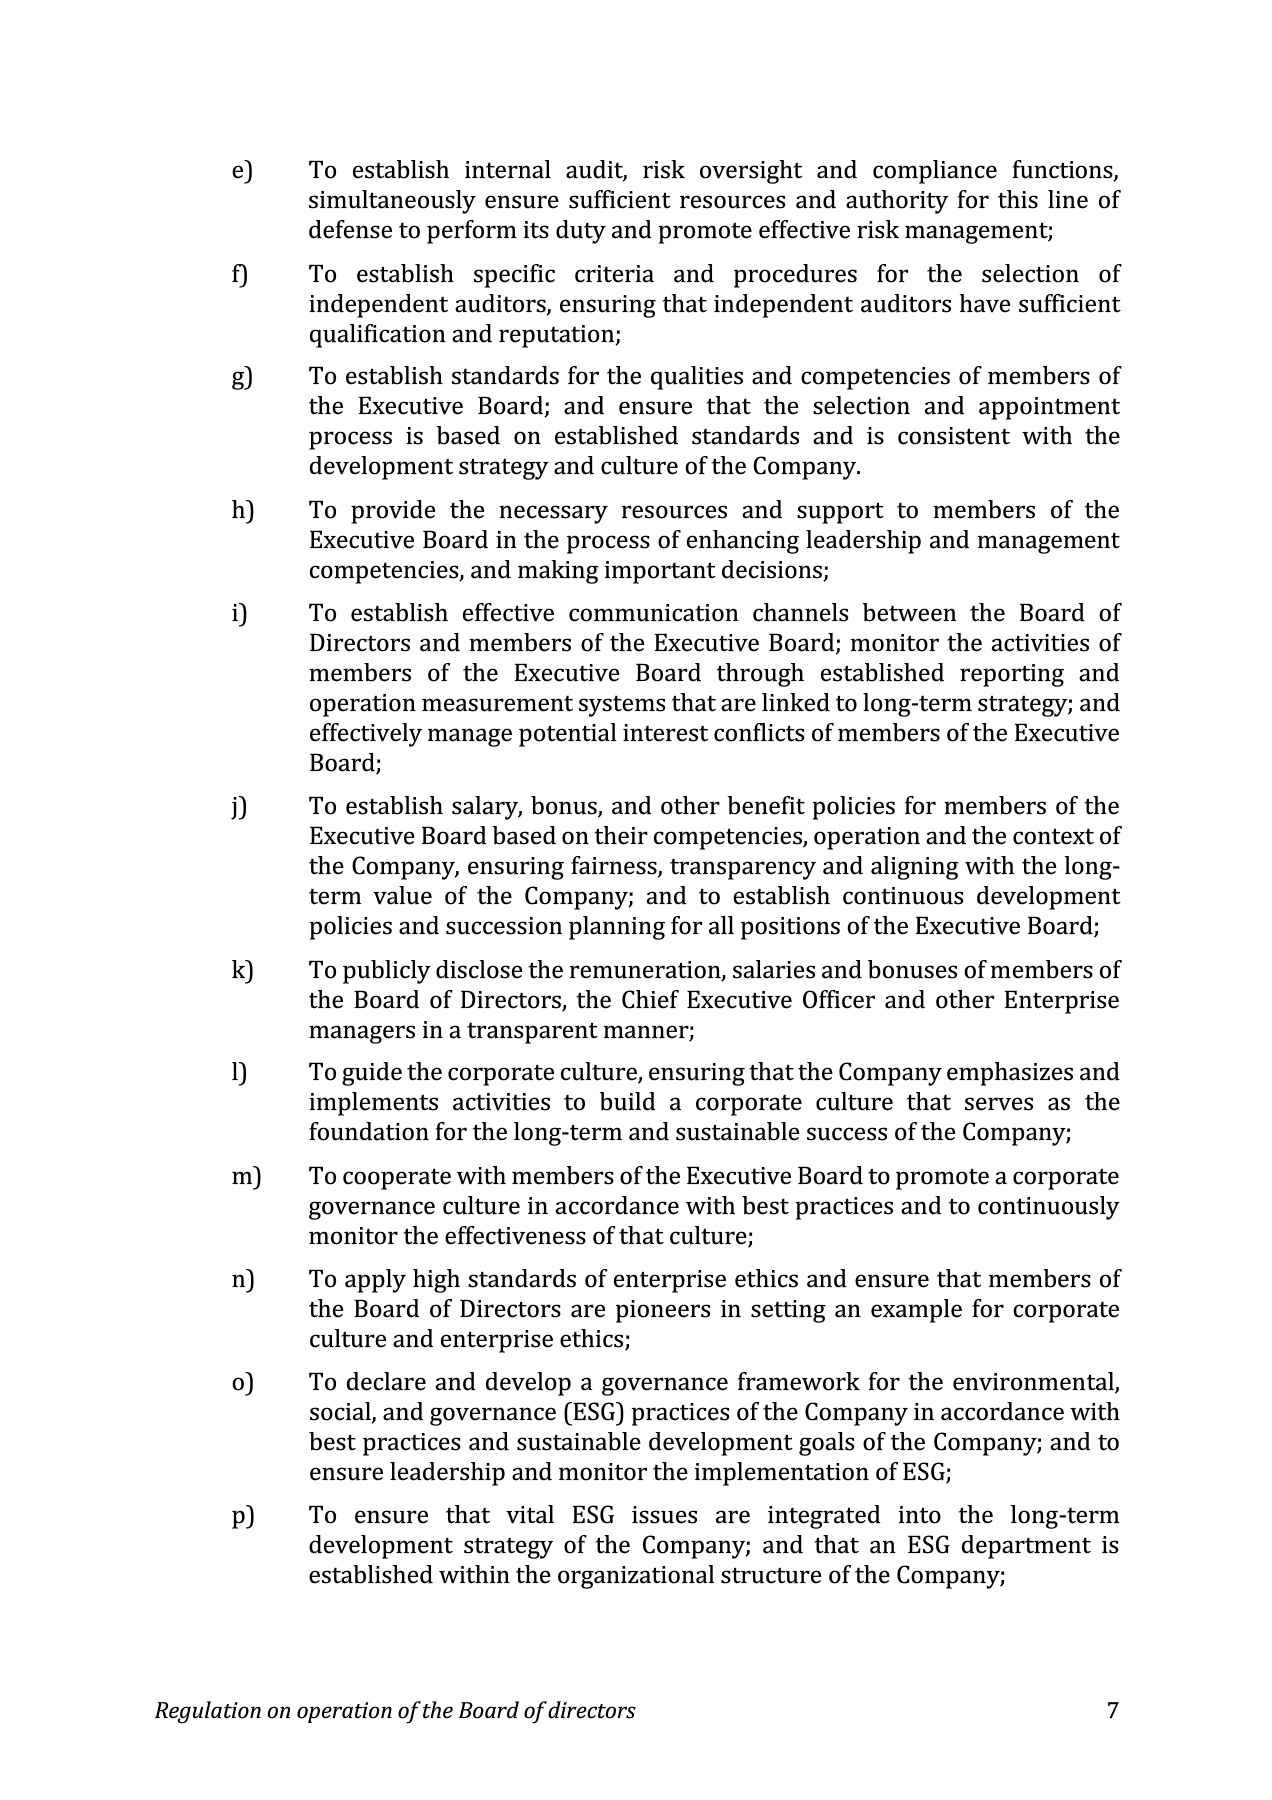 e) To establish internal audit, risk oversight and compliance functions,
simultaneously ensure sufficient resources and authority for this line of
defense to perform its duty and promote effective risk management;
f) To establish specific criteria and procedures for the selection of
independent auditors, ensuring that independent auditors have sufficient
qualification and reputation;
g) To establish standards for the qualities and competencies of members of
the Executive Board; and ensure that the selection and appointment
process is based on established standards and is consistent with the
development strategy and culture of the Company.
h) To provide the necessary resources and support to members of the
Executive Board in the process of enhancing leadership and management
competencies, and making important decisions;
i) To establish effective communication channels between the Board of
Directors and members of the Executive Board; monitor the activities of
members of the Executive Board through established reporting and
operation measurement systems that are linked to long-term strategy; and
effectively manage potential interest conflicts of members of the Executive
Board;
j) To establish salary, bonus, and other benefit policies for members of the
Executive Board based on their competencies, operation and the context of
the Company, ensuring fairness, transparency and aligning with the long-
term value of the Company; and to establish continuous development
policies and succession planning for all positions of the Executive Board;
k) To publicly disclose the remuneration, salaries and bonuses of members of
the Board of Directors, the Chief Executive Officer and other Enterprise
managers in a transparent manner;
l) To guide the corporate culture, ensuring that the Company emphasizes and
implements activities to build a corporate culture that serves as the
foundation for the long-term and sustainable success of the Company;
m) To cooperate with members of the Executive Board to promote a corporate
governance culture in accordance with best practices and to continuously
monitor the effectiveness of that culture;
n) To apply high standards of enterprise ethics and ensure that members of
the Board of Directors are pioneers in setting an example for corporate
culture and enterprise ethics;
o) To declare and develop a governance framework for the environmental,
social, and governance (ESG) practices of the Company in accordance with
best practices and sustainable development goals of the Company; and to
ensure leadership and monitor the implementation of ESG;
p) To ensure that vital ESG issues are integrated into the long-term
development strategy of the Company; and that an ESG department is
established within the organizational structure of the Company;
Regulation on operation of the Board of directors 7